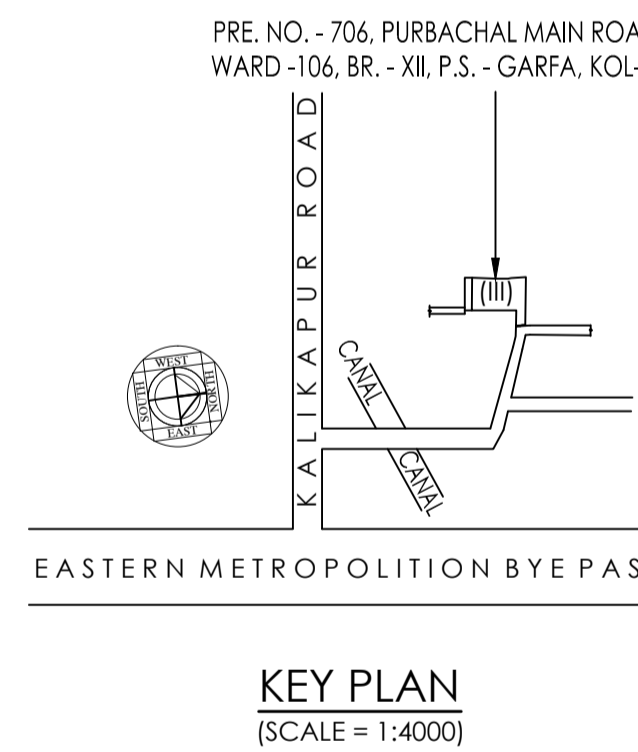 PRE. NO. - 706, PURBACHAL MAIN ROA
WARD -106, BR. - XII, P.S. - GARFA, KOL-
KALIKAPUR ROAD
(III)
CANAL
CANAL
WEST
SOUTH
NORTH
EAST
EASTERN METROPOLITION BYE PAS
KEY PLAN
(SCALE = 1:4000)